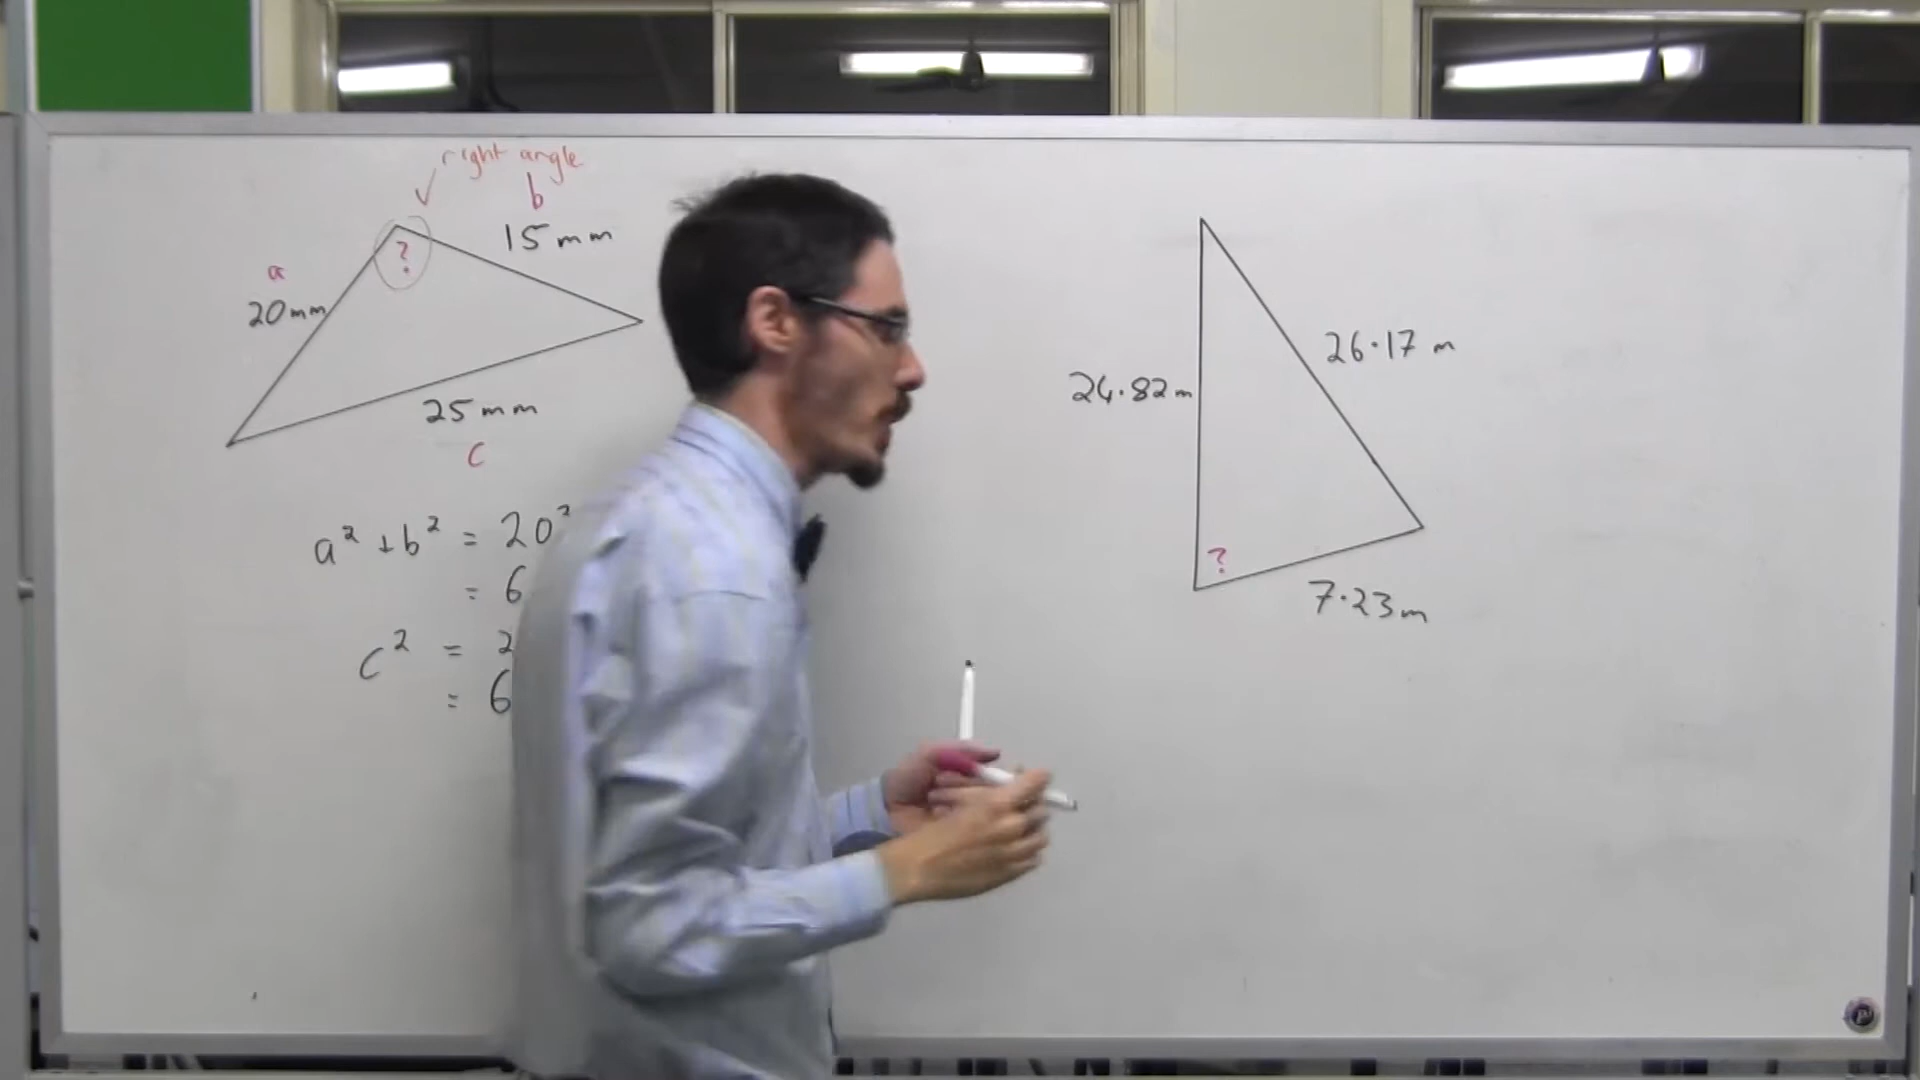 right angle
b
?
15mm
a
20mm
25mm
c
a² + b² = 20²
= 6
c² = 2
= 6
26·17 m
24·82m
?
7·23m